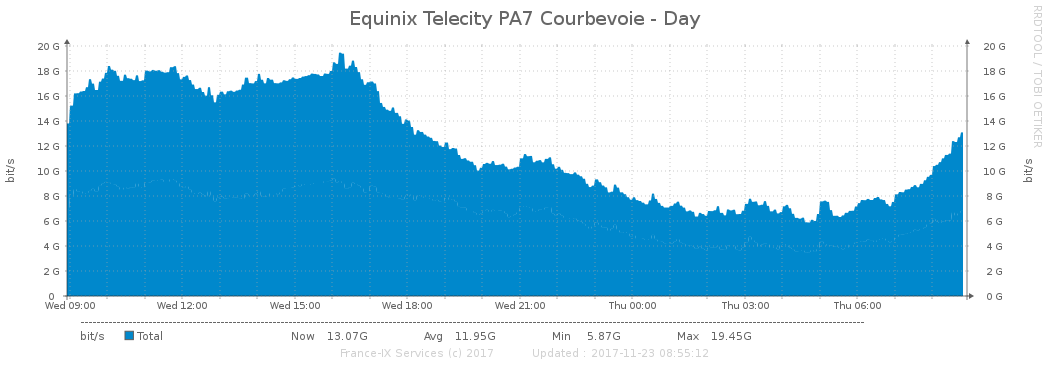 Equinix Telecity PA7 Courbevoie - Day
RRDTOOL / TOBI OETIKER
bit/s
bit/s
20 G 20 G
18 G 18 G
16 G 16 G
14 G 14 G
12 G 12 G
10 G 10 G
8 G 8 G
6 G 6 G
4 G 4 G
2 G 2 G
0 0 G
Wed 09:00 Wed 12:00 Wed 15:00 Wed 18:00 Wed 21:00 Thu 00:00 Thu 03:00 Thu 06:00
bit/s Total Now 13.07G Avg 11.95G Min 5.87G Max 19.45G
France-IX Services (c) 2017 Updated : 2017-11-23 08:55:12